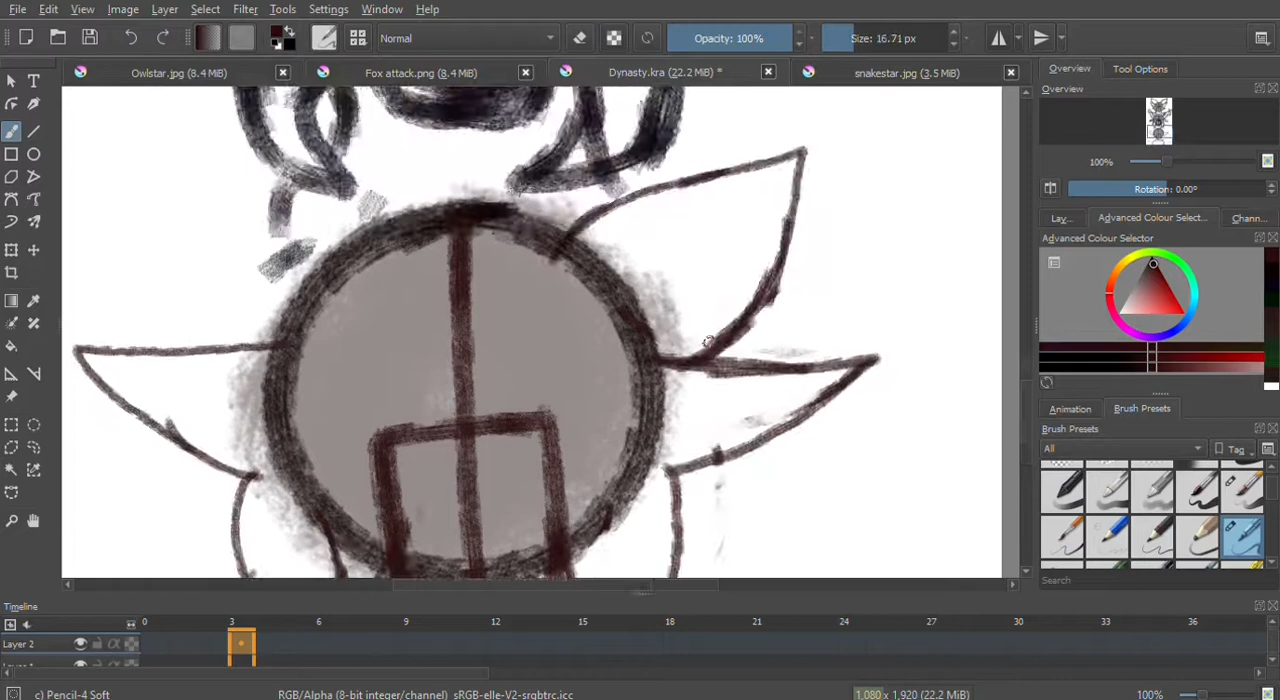 File Edit View Image Layer Select Filter Tools Settings Window Help
Normal Opacity: 100% Size: 16.71 px
Owlstar.jpg (8.4 MiB) Fox attack.png (8.4 MiB) Dynasty.kra (22.2 MiB) * snakestar.jpg (3.5 MiB)
Overview Tool Options
Overview
100%
Rotation: 0.00°
Lay... Advanced Colour Select... Chann...
Advanced Colour Selector
Animation Brush Presets
Brush Presets
All Tag
Search
Timeline
0 3 6 9 12 15 18 21 24 27 30 33 36
Layer 2
c) Pencil-4 Soft RGB/Alpha (8-bit integer/channel) sRGB-elle-V2-srgbtrc.icc 1,080 x 1,920 (22.2 MiB) 100%